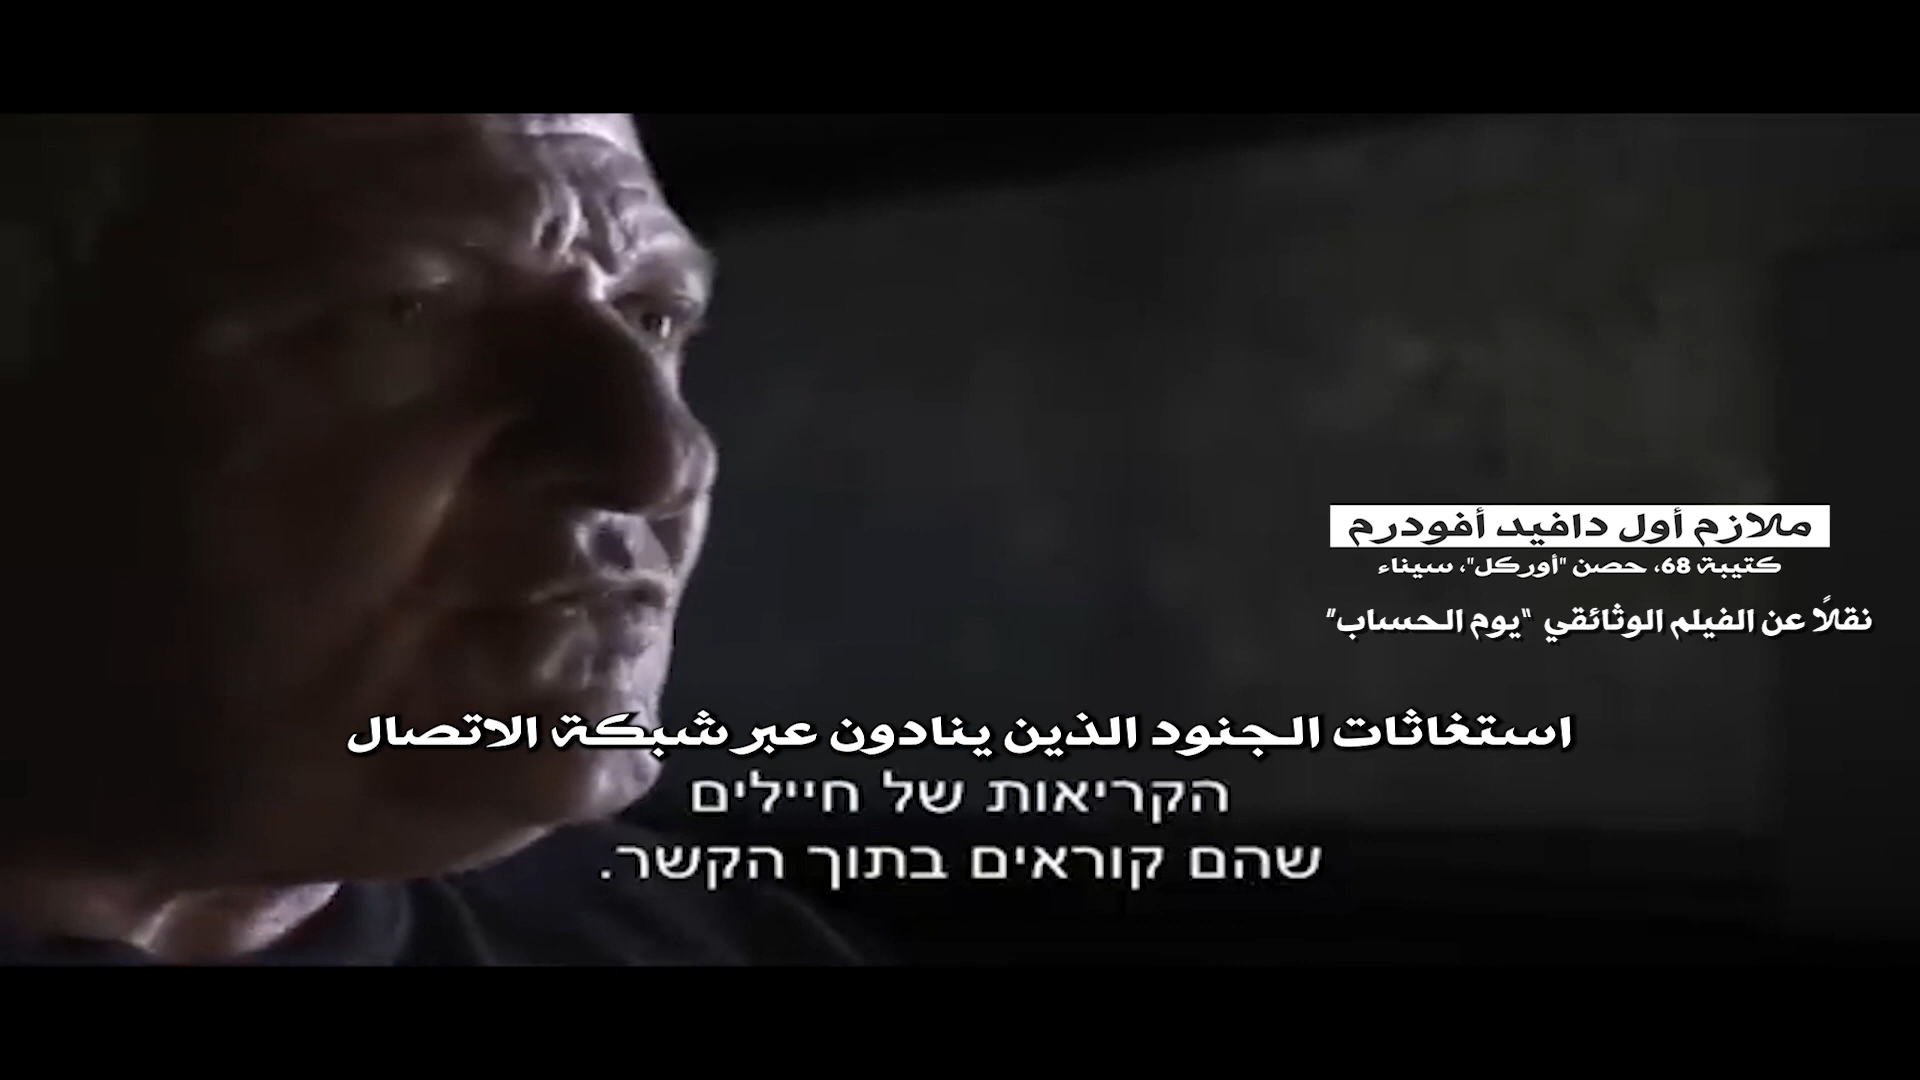 ملازم أول دافيد أفودرم
كتيبة 68، حصن "أوركل"، سيناء
نقلًا عن الفيلم الوثائقي "يوم الحساب"
استغاثات الجنود الذين ينادون عبر شبكة الاتصال
הקריאות של חיילים
שהם קוראים בתוך הקשר.